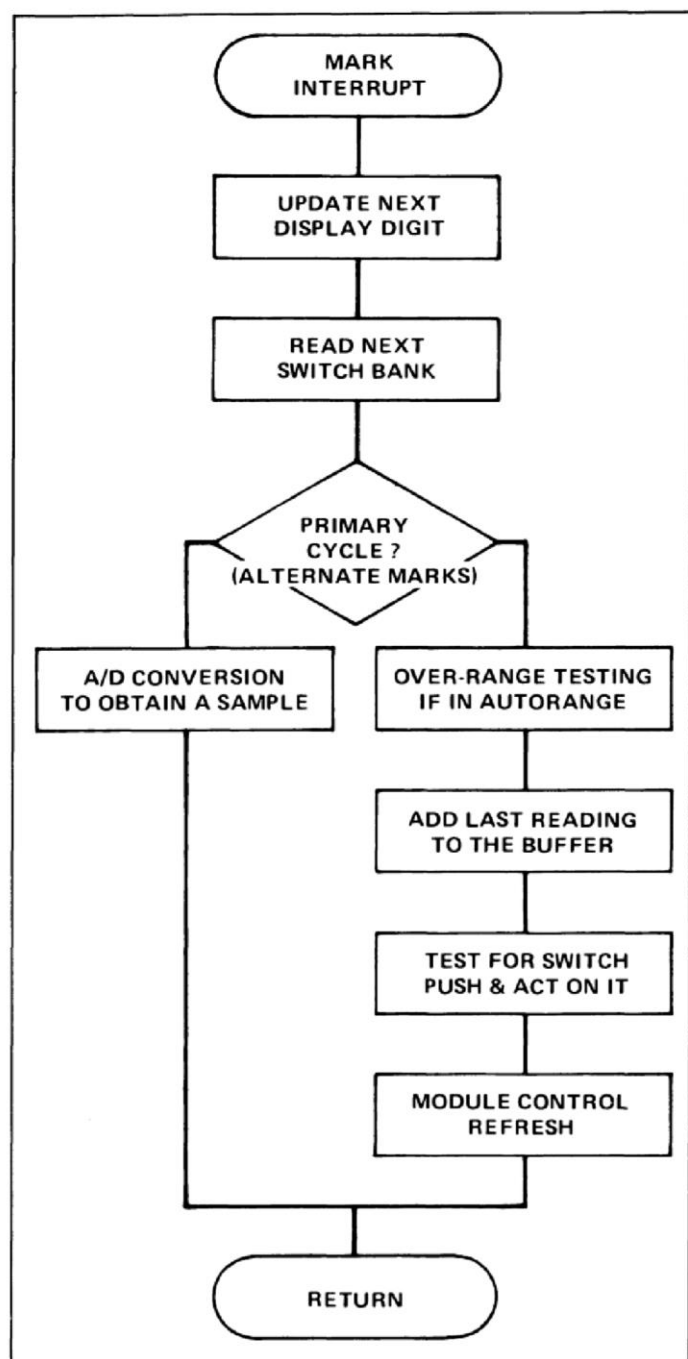 MARK
INTERRUPT
UPDATE NEXT
DISPLAY DIGIT
READ NEXT
SWITCH BANK
PRIMARY
CYCLE ?
(ALTERNATE MARKS)
A/D CONVERSION
TO OBTAIN A SAMPLE
OVER-RANGE TESTING
IF IN AUTORANGE
ADD LAST READING
TO THE BUFFER
TEST FOR SWITCH
PUSH & ACT ON IT
MODULE CONTROL
REFRESH
RETURN